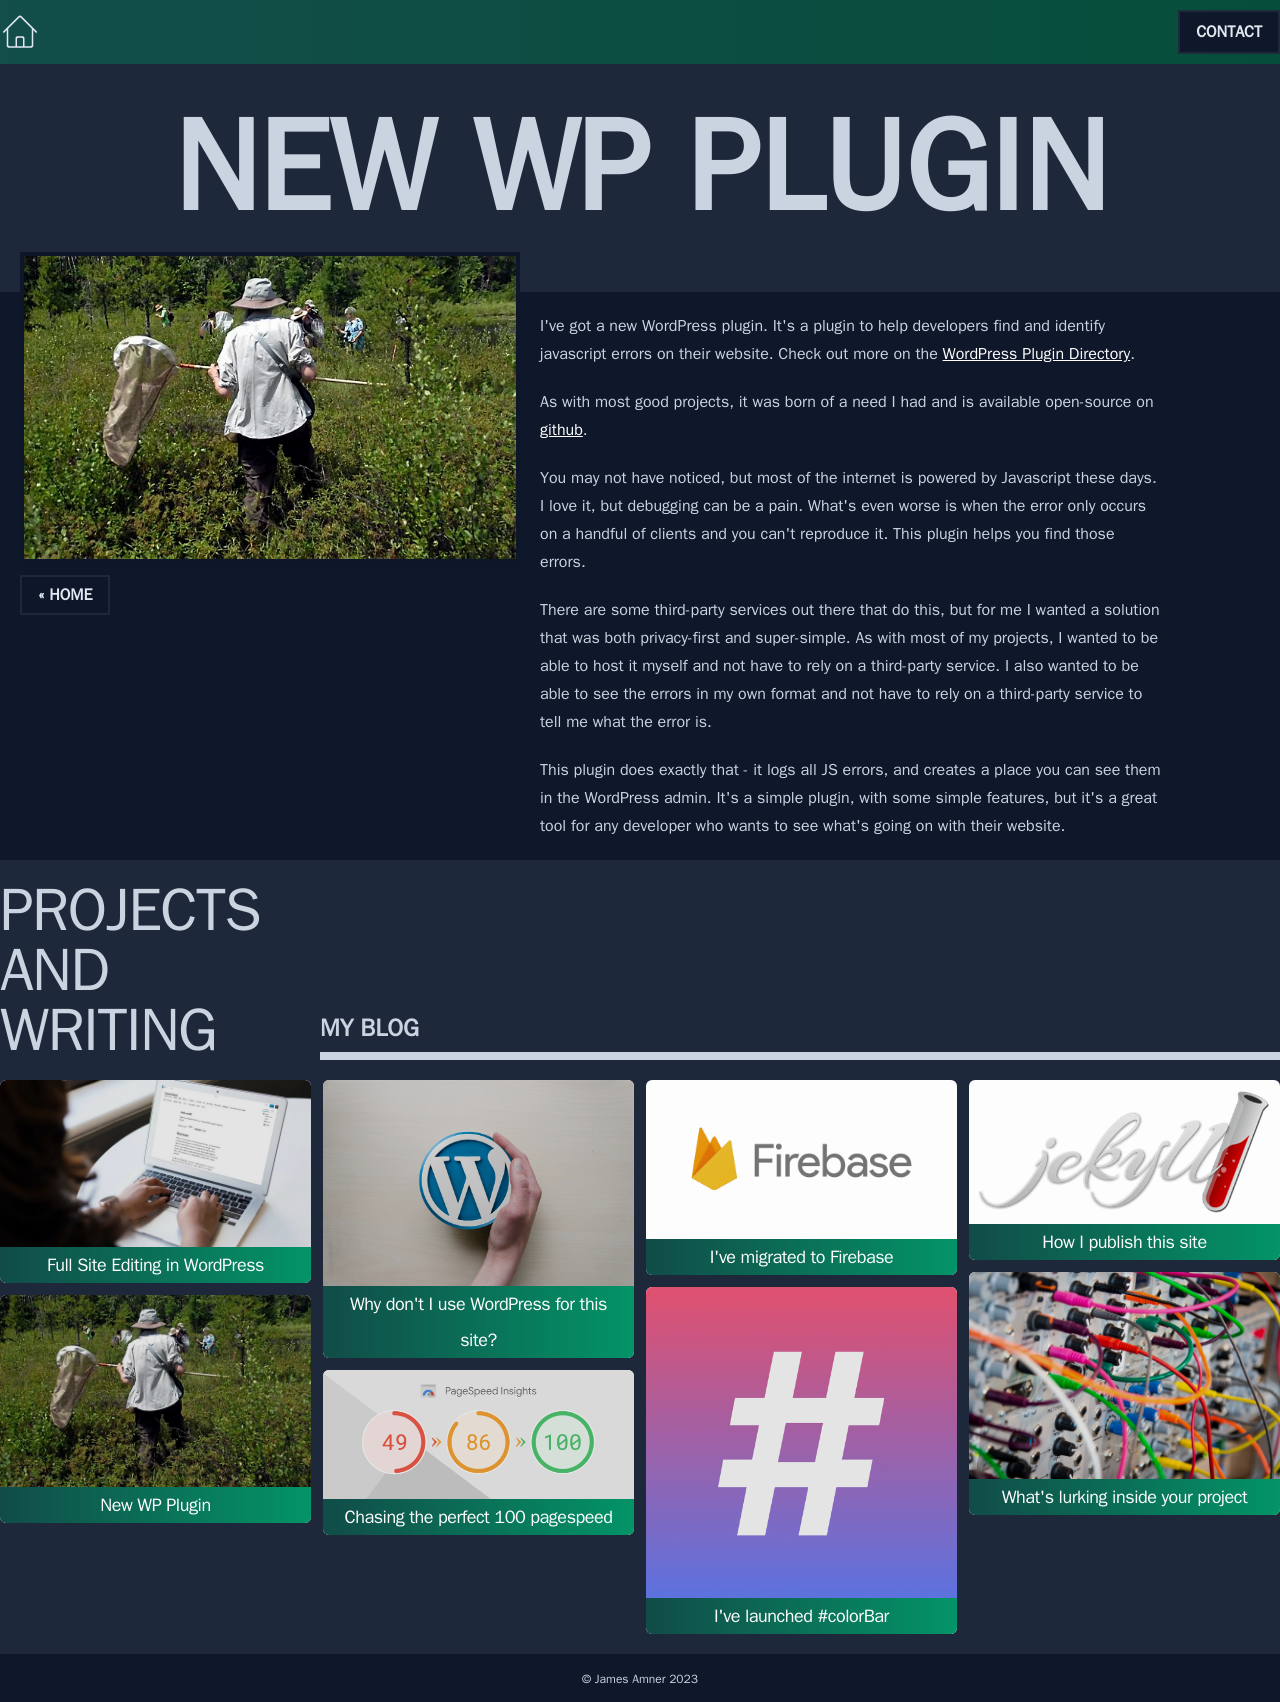 CONTACT
NEW WP PLUGIN
I've got a new WordPress plugin. It's a plugin to help developers find and identify
javascript errors on their website. Check out more on the WordPress Plugin Directory.
As with most good projects, it was born of a need I had and is available open-source on
github.
You may not have noticed, but most of the internet is powered by Javascript these days.
I love it, but debugging can be a pain. What's even worse is when the error only occurs
on a handful of clients and you can't reproduce it. This plugin helps you find those
errors.
There are some third-party services out there that do this, but for me I wanted a solution
that was both privacy-first and super-simple. As with most of my projects, I wanted to be
able to host it myself and not have to rely on a third-party service. I also wanted to be
able to see the errors in my own format and not have to rely on a third-party service to
tell me what the error is.
This plugin does exactly that - it logs all JS errors, and creates a place you can see them
in the WordPress admin. It's a simple plugin, with some simple features, but it's a great
tool for any developer who wants to see what's going on with their website.
« HOME
PROJECTS
AND
WRITING
MY BLOG
Full Site Editing in WordPress
New WP Plugin
W
Why don't I use WordPress for this
site?
PageSpeed Insights
49 » 86 » 100
Chasing the perfect 100 pagespeed
Firebase
I've migrated to Firebase
#
I've launched #colorBar
jekyll
How I publish this site
What's lurking inside your project
© James Amner 2023